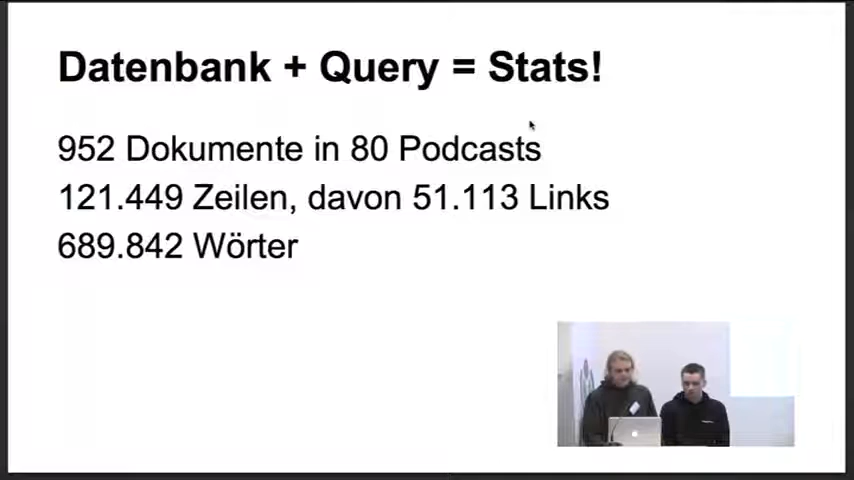 Datenbank + Query = Stats!
952 Dokumente in 80 Podcasts
121.449 Zeilen, davon 51.113 Links
689.842 Wörter